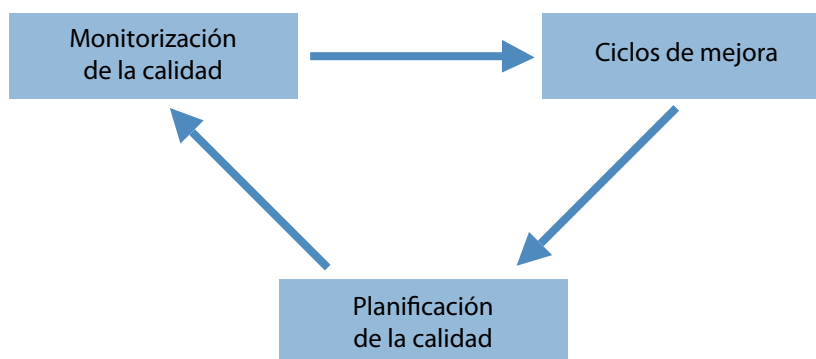 Monitorización
de la calidad
Ciclos de mejora
Planificación
de la calidad